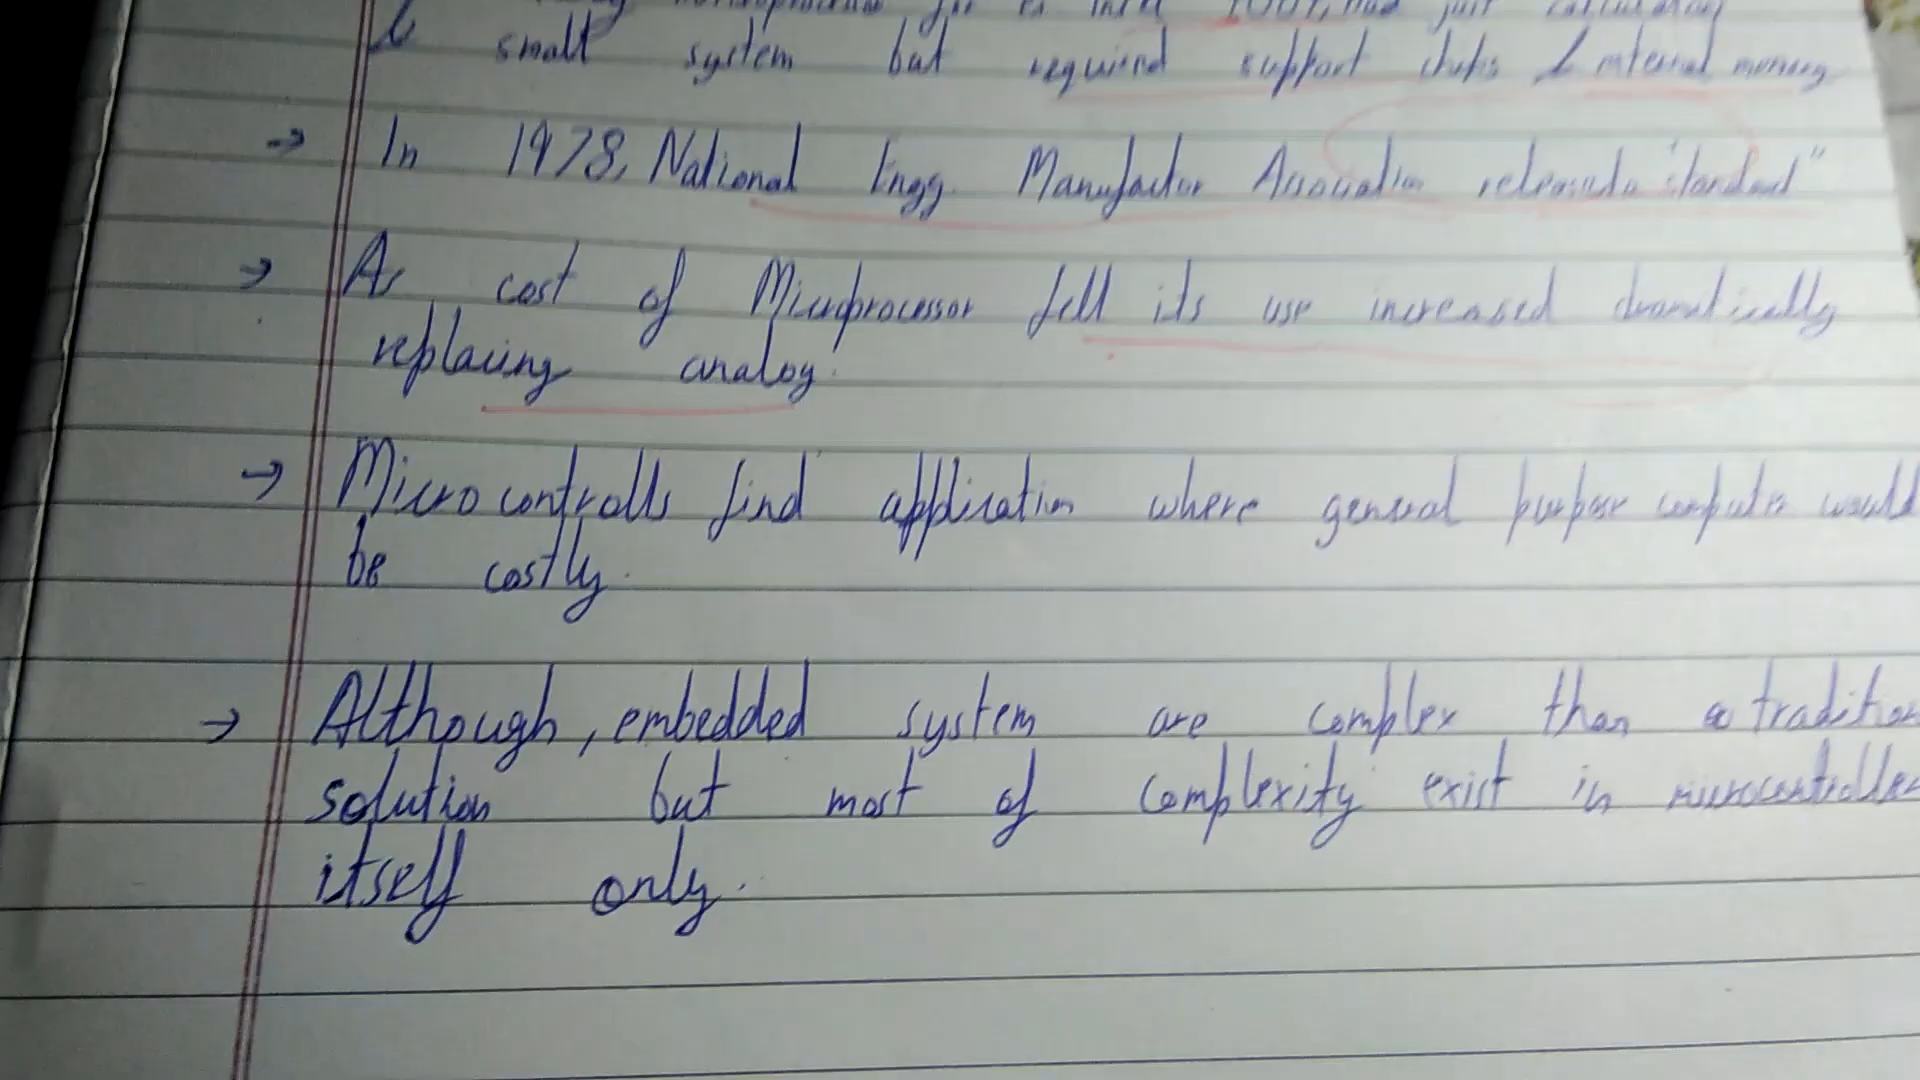 small system but required support chips & external memory
→ In 1978, National Engg. Manufactur Association released a "standard"
→ As cost of Microprocessor fell its use increased dramatically
replacing analog.
→ Microcontrolls find application where general purpose computer would
be costly.
→ Although, embedded system are complex than a tradition
solution but most of complexity exist in microcontroller
itself only.